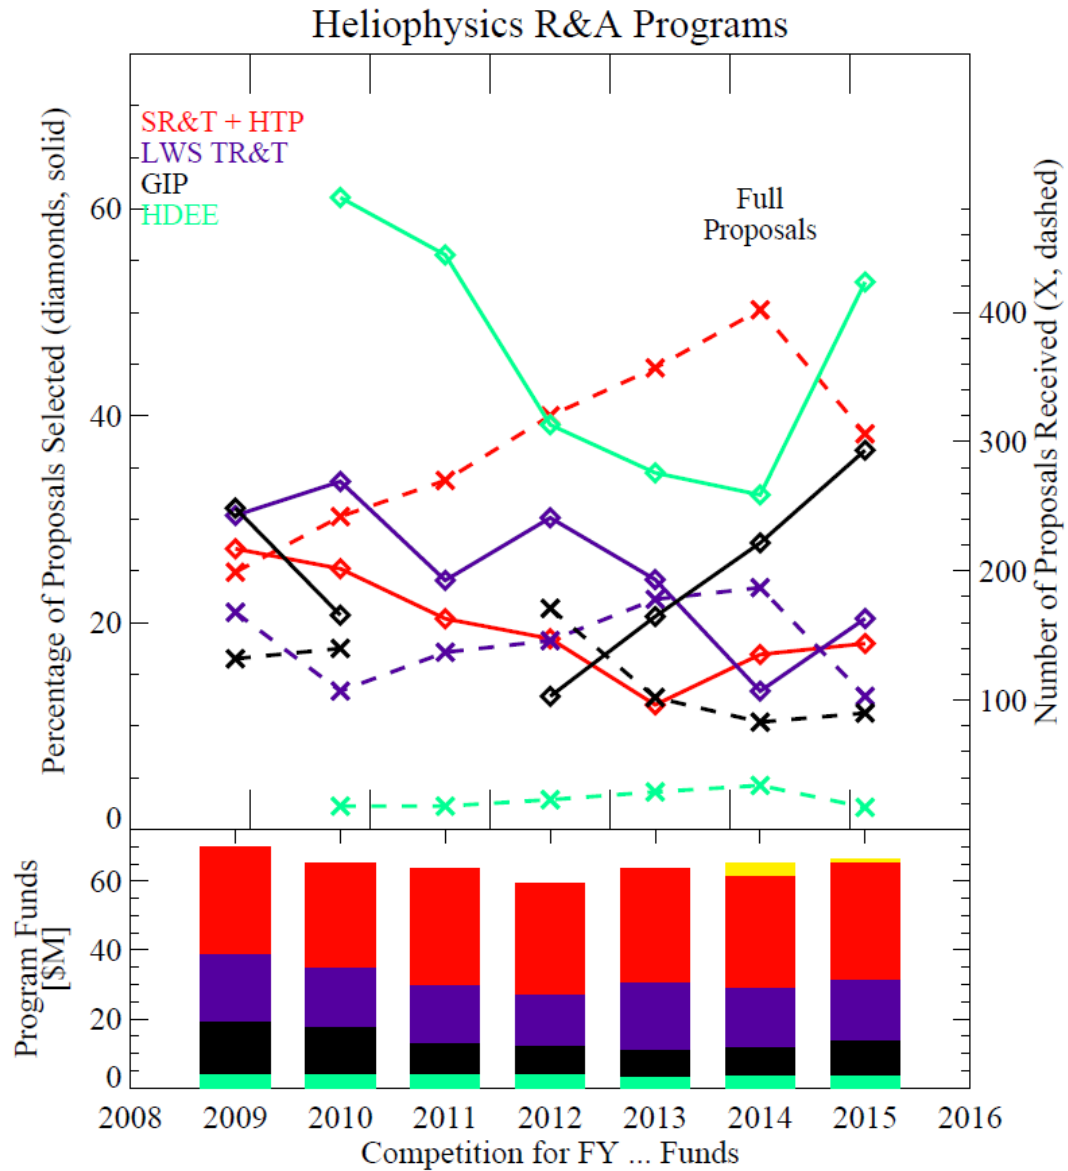 Heliophysics R&A Programs
Percentage of Proposals Selected (diamonds, solid)
SR&T + HTP
LWS TR&T
GIP
HDEE
Full
Proposals
60
40
20
0
400
300
200
100
Number of Proposals Received (X, dashed)
Program Funds
[$M]
60
40
20
0
2008 2009 2010 2011 2012 2013 2014 2015 2016
Competition for FY ... Funds